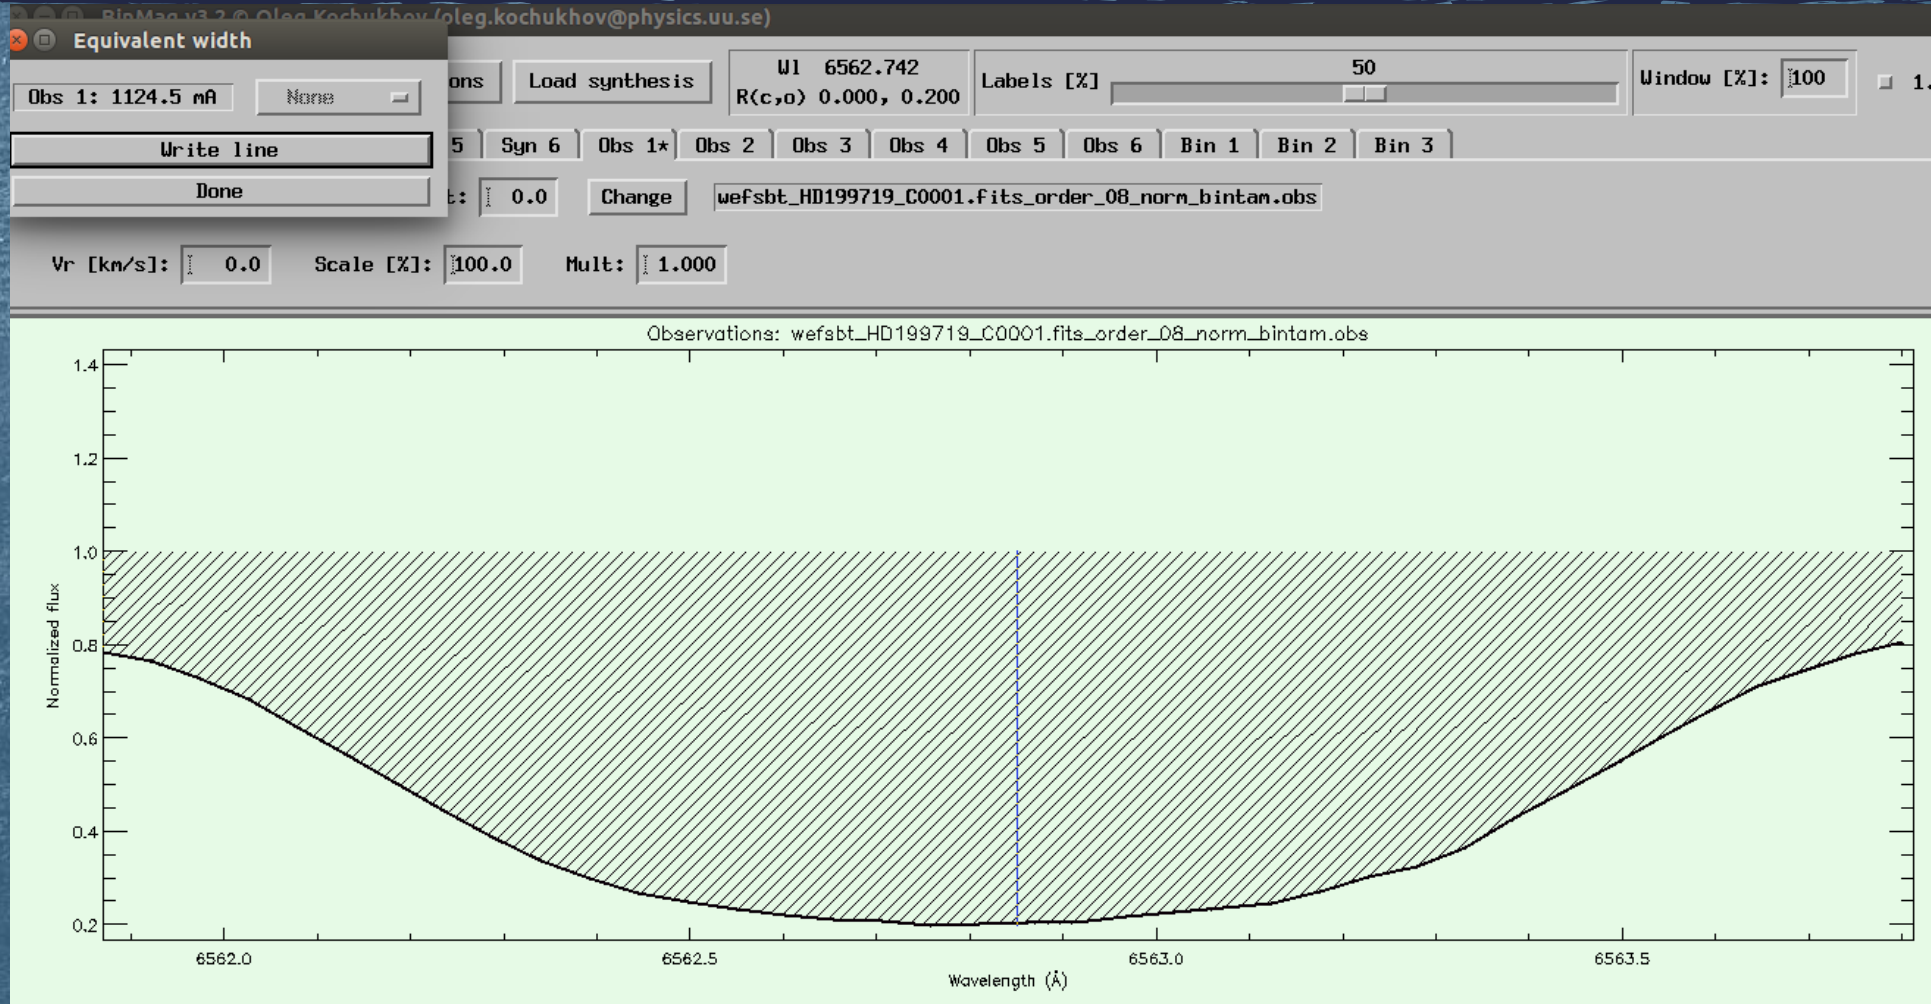 BinMag v3.2 © Oleg Kochukhov (oleg.kochukhov@physics.uu.se)
Equivalent width
Obs 1: 1124.5 mA None
Write line
Done
ons Load synthesis
Wl 6562.742
R(c,o) 0.000, 0.200
Labels [%] 50
Window [%]: 100 1.
5 Syn 6 Obs 1* Obs 2 Obs 3 Obs 4 Obs 5 Obs 6 Bin 1 Bin 2 Bin 3
t: 0.0 Change wefsbt_HD199719_C0001.fits_order_08_norm_bintam.obs
Vr [km/s]: 0.0 Scale [%]: 100.0 Mult: 1.000
Observations: wefsbt_HD199719_C0001.fits_order_08_norm_bintam.obs
1.4
1.2
1.0
0.8
0.6
0.4
0.2
Normalized flux
6562.0 6562.5 6563.0 6563.5
Wavelength (Å)